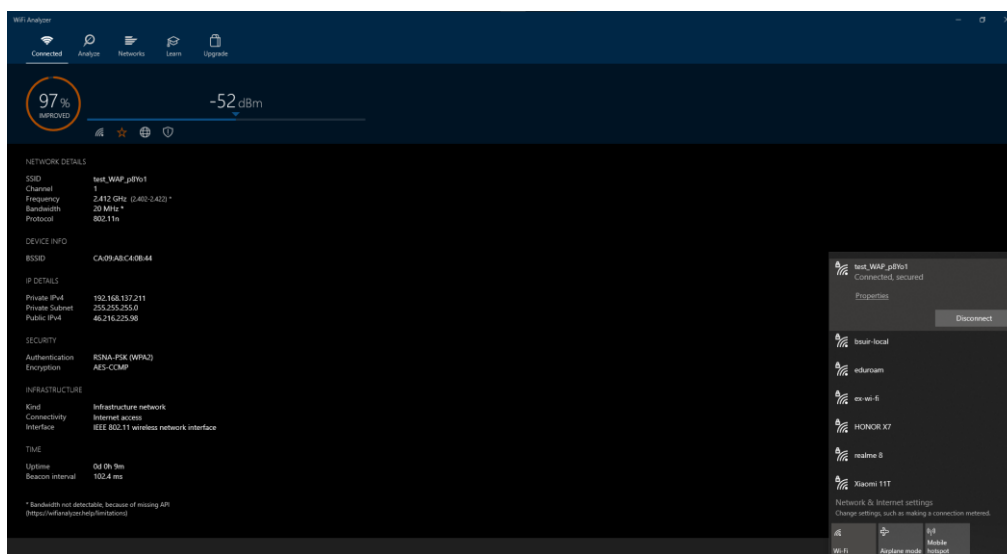 WiFi Analyzer
Connected
Analyze
Networks
Learn
Upgrade
97 %
IMPROVED
-52 dBm
NETWORK DETAILS
SSID test_WAP_p8Yo1
Channel 1
Frequency 2.412 GHz (2.402-2.422) *
Bandwidth 20 MHz *
Protocol 802.11n
DEVICE INFO
BSSID CA:09:A8:C4:0B:44
IP DETAILS
Private IPv4 192.168.137.211
Private Subnet 255.255.255.0
Public IPv4 46.216.225.98
SECURITY
Authentication RSNA-PSK (WPA2)
Encryption AES-CCMP
INFRASTRUCTURE
Kind Infrastructure network
Connectivity Internet access
Interface IEEE 802.11 wireless network interface
TIME
Uptime 0d 0h 9m
Beacon interval 102.4 ms
* Bandwidth not detectable, because of missing API
(https://wifianalyzer.help/limitations)
test_WAP_p8Yo1
Connected, secured
Properties
Disconnect
bsuir-local
eduroam
ex-wi-fi
HONOR X7
realme 8
Xiaomi 11T
Network & Internet settings
Change settings, such as making a connection metered.
Wi-Fi
Airplane mode
Mobile
hotspot